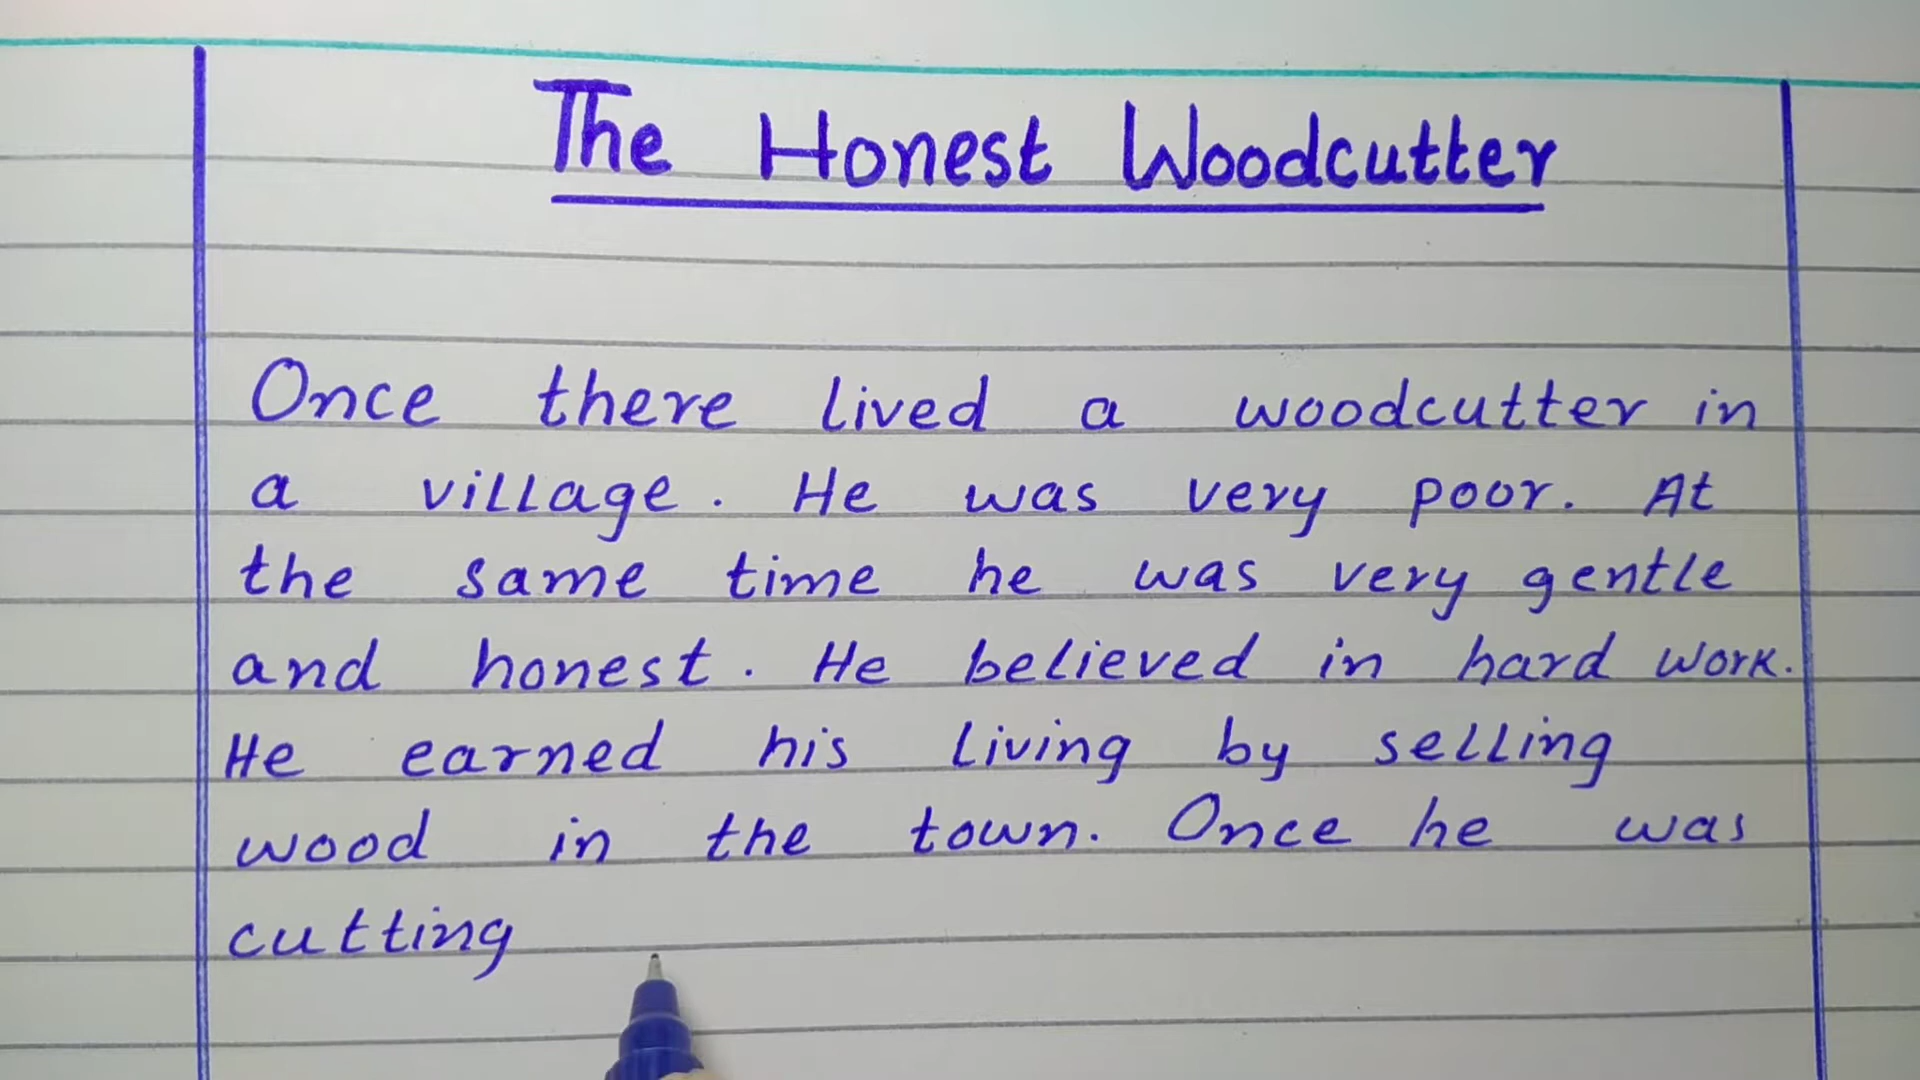 The Honest Woodcutter
Once there lived a woodcutter in
a village. He was very poor. At
the same time he was very gentle
and honest. He believed in hard work.
He earned his living by selling
wood in the town. Once he was
cutting